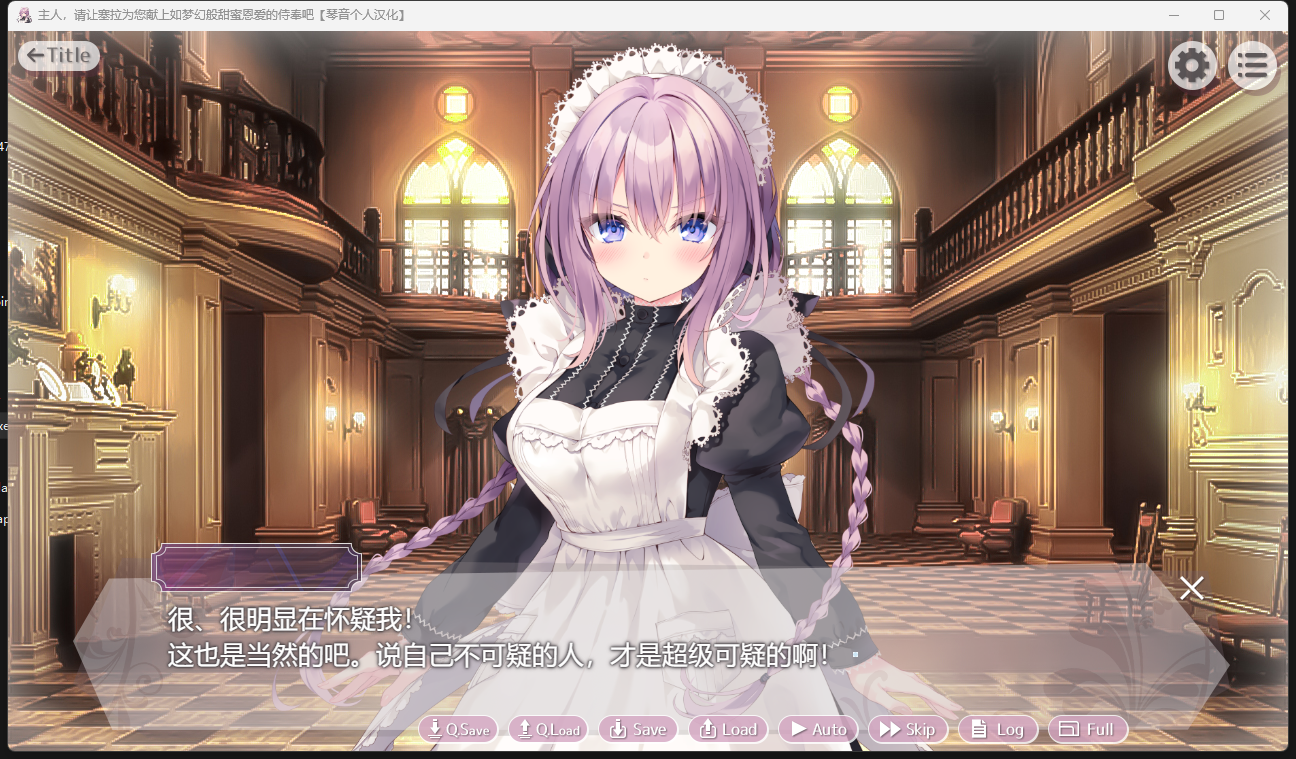 主人，请让塞拉为您献上如梦幻般甜蜜恩爱的侍奉吧【琴音个人汉化】
←Title
很、很明显在怀疑我！
这也是当然的吧。说自己不可疑的人，才是超级可疑的啊！
Q.Save Q.Load Save Load Auto Skip Log Full